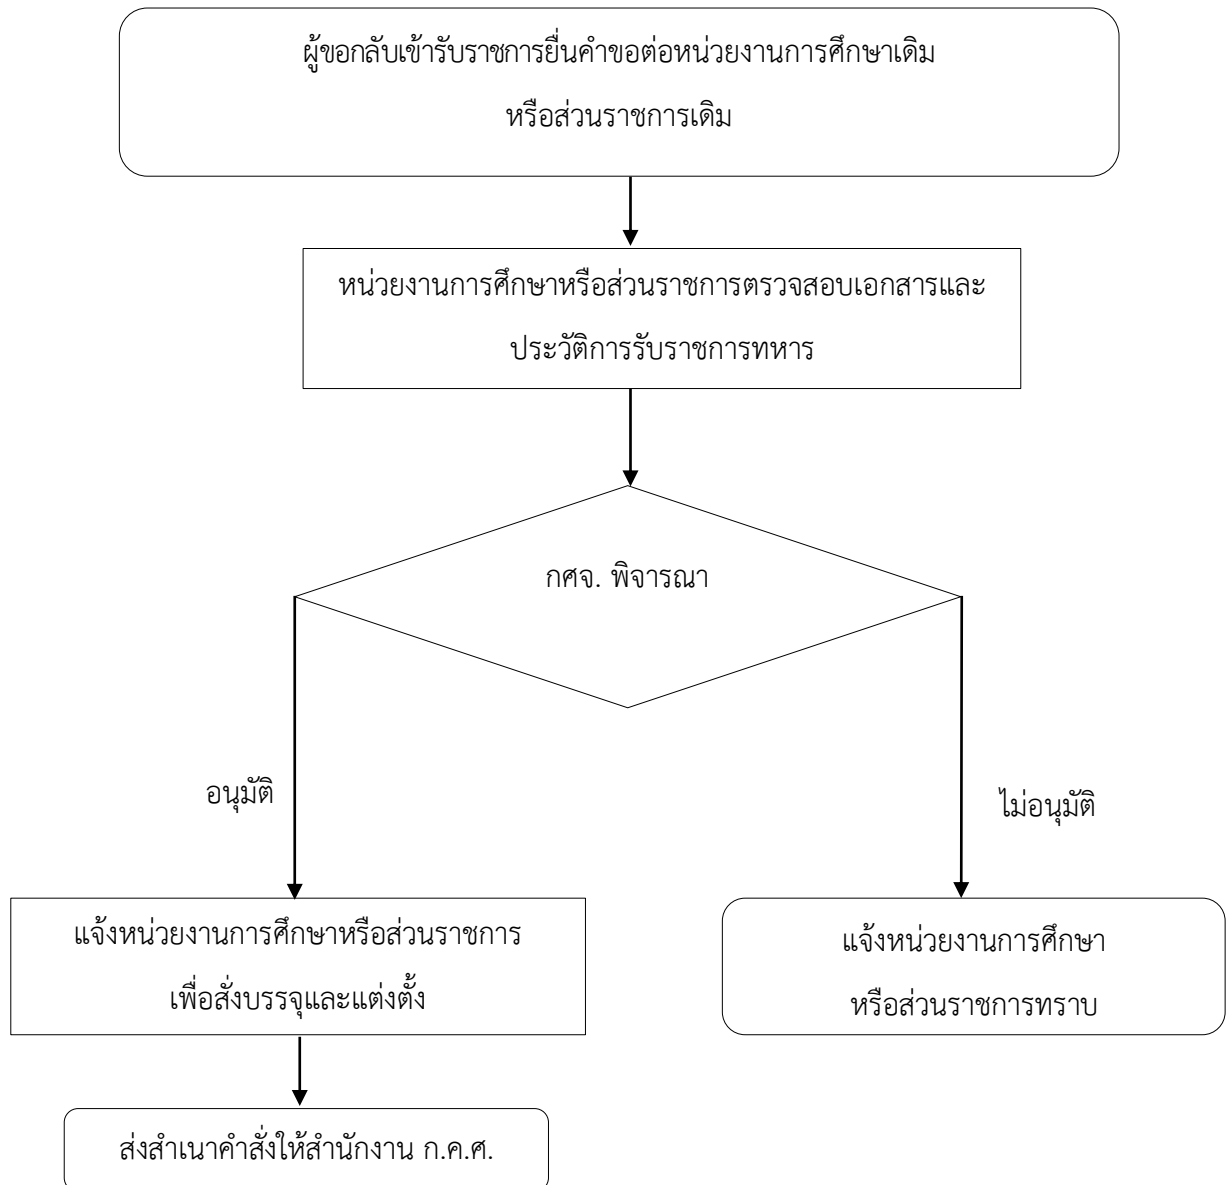 ผู้ขอกลับเข้ารับราชการยื่นคำขอต่อหน่วยงานการศึกษาเดิม
หรือส่วนราชการเดิม
หน่วยงานการศึกษาหรือส่วนราชการตรวจสอบเอกสารและ
ประวัติการรับราชการทหาร
กศจ. พิจารณา
อนุมัติ
ไม่อนุมัติ
แจ้งหน่วยงานการศึกษาหรือส่วนราชการ
เพื่อสั่งบรรจุและแต่งตั้ง
แจ้งหน่วยงานการศึกษา
หรือส่วนราชการทราบ
ส่งสำเนาคำสั่งให้สำนักงาน ก.ค.ศ.